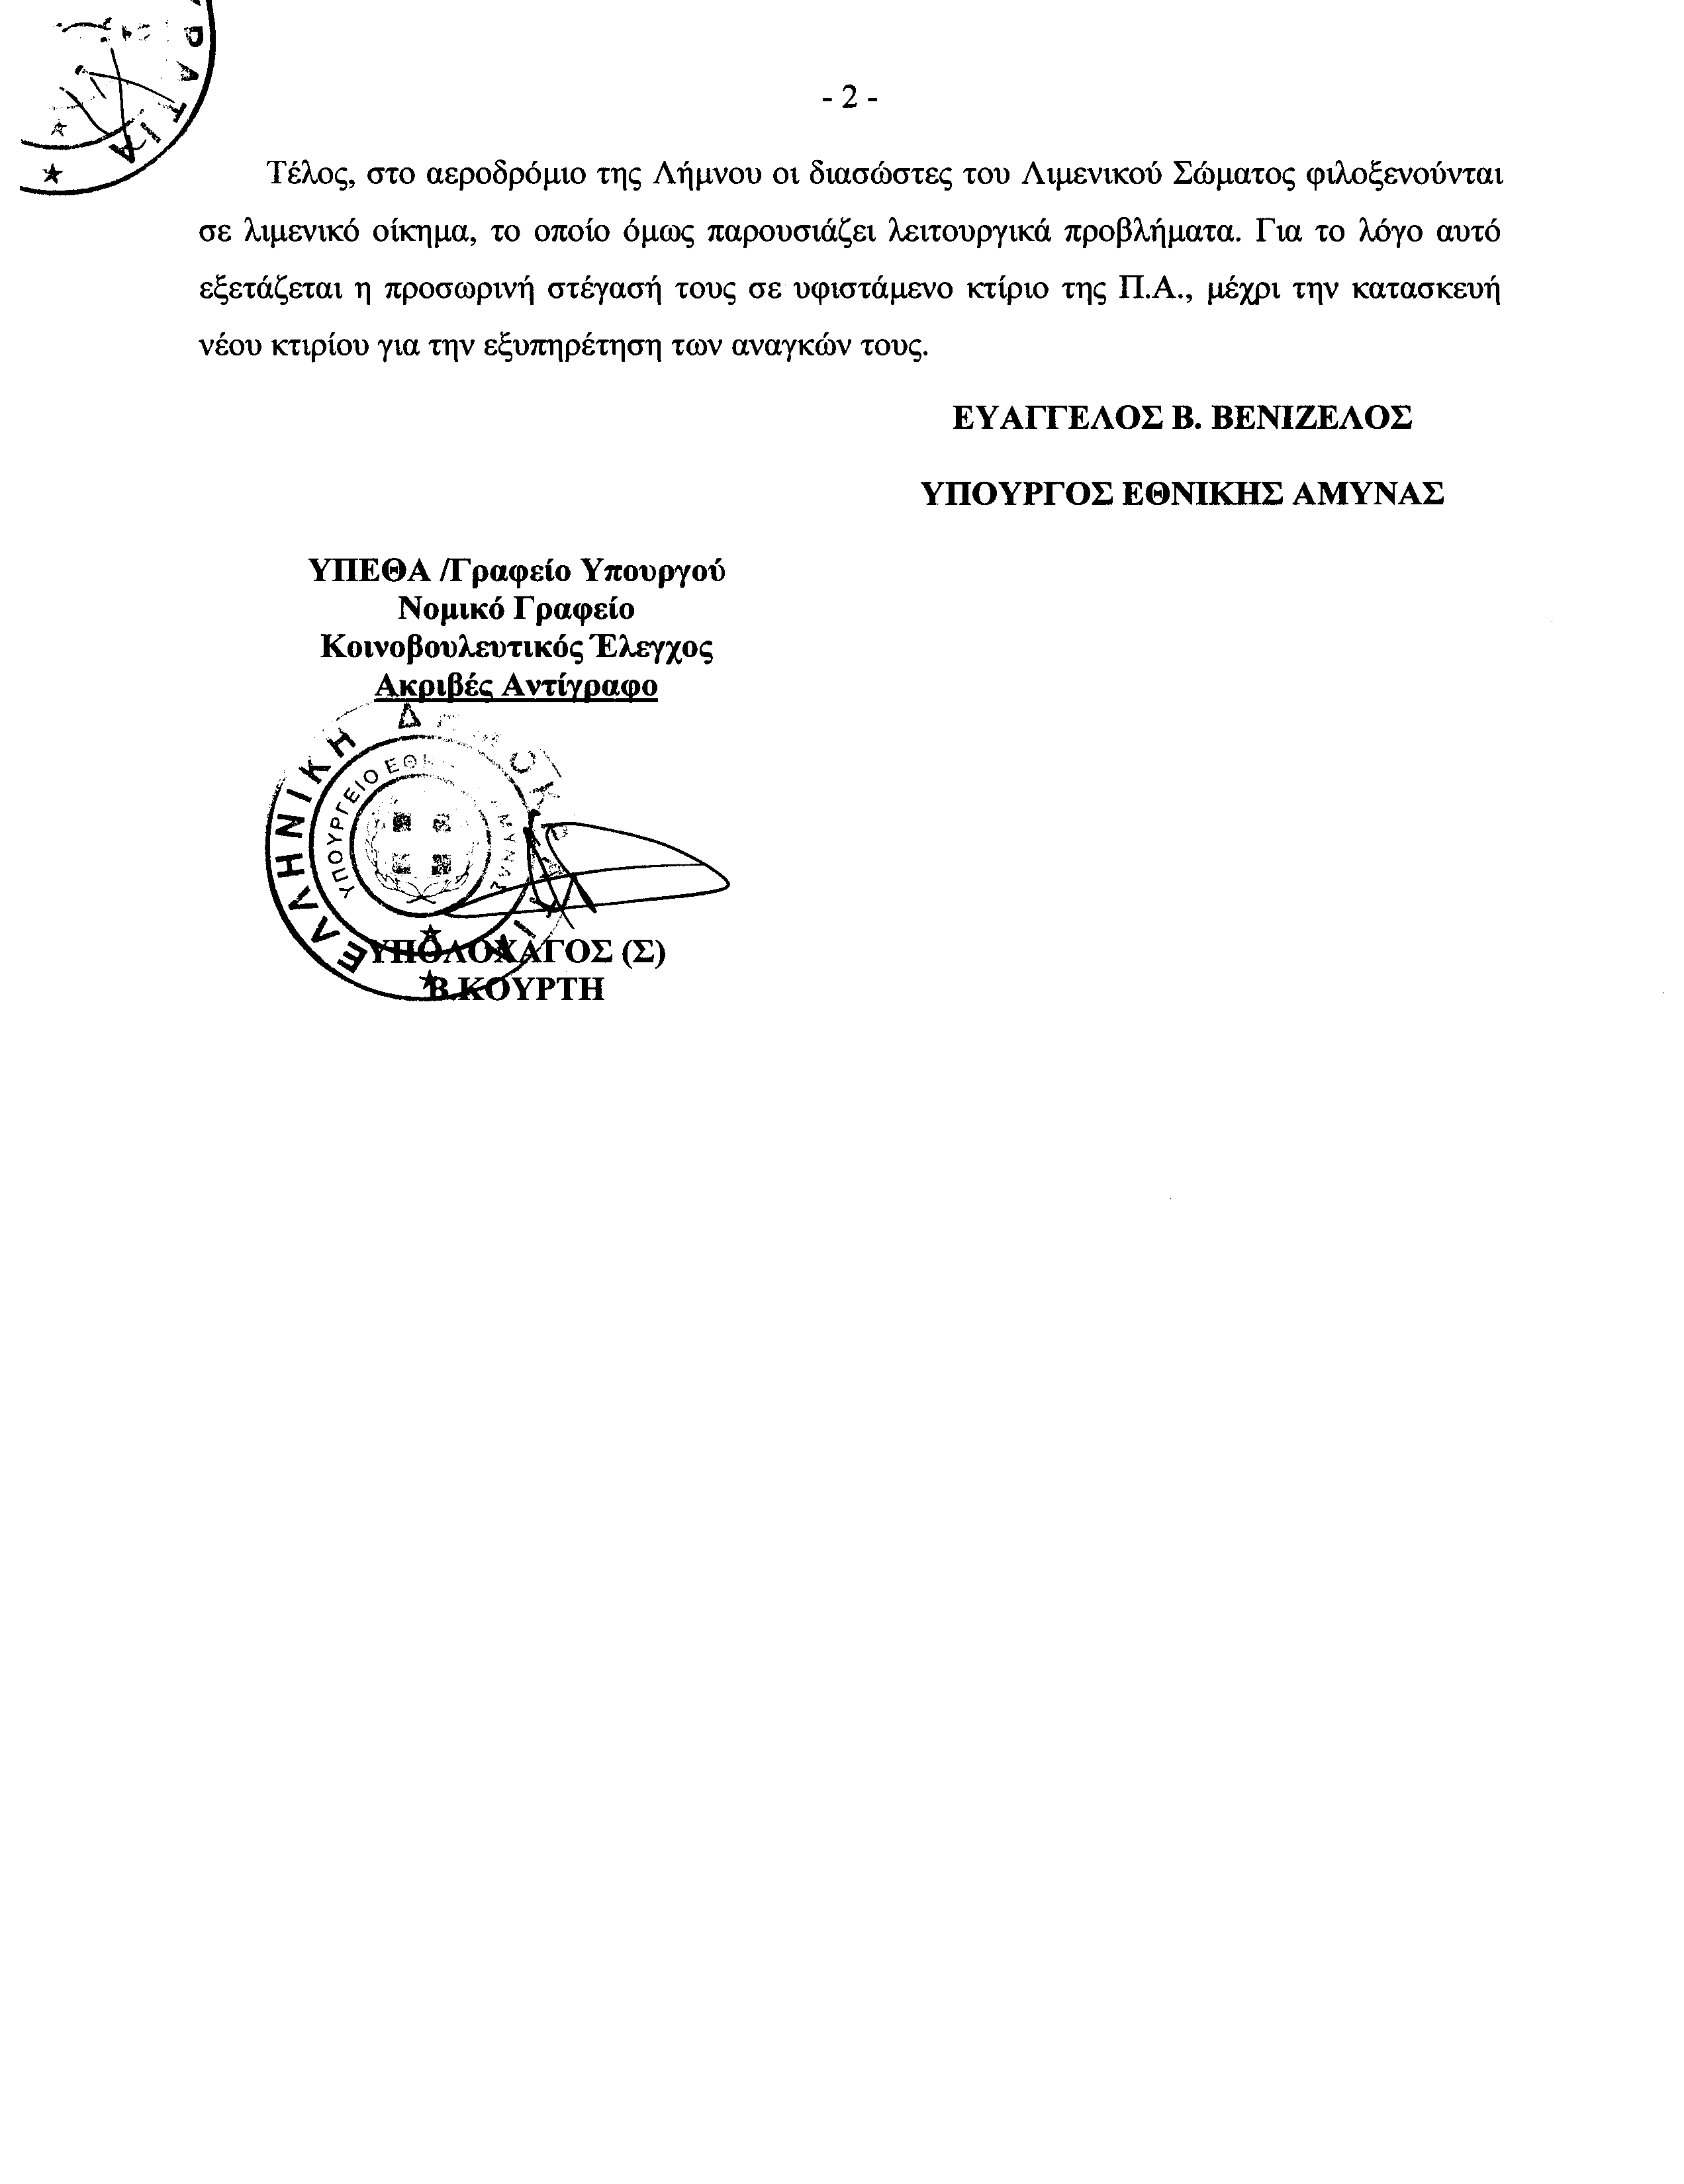 - 2 -
Τέλος, στο αεροδρόμιο της Λήμνου οι διασώστες του Λιμενικού Σώματος φιλοξενούνται
σε λιμενικό οίκημα, το οποίο όμως παρουσιάζει λειτουργικά προβλήματα. Για το λόγο αυτό
εξετάζεται η προσωρινή στέγασή τους σε υφιστάμενο κτίριο της Π.Α., μέχρι την κατασκευή
νέου κτιρίου για την εξυπηρέτηση των αναγκών τους.
ΕΥΑΓΓΕΛΟΣ Β. ΒΕΝΙΖΕΛΟΣ
ΥΠΟΥΡΓΟΣ ΕΘΝΙΚΗΣ ΑΜΥΝΑΣ
ΥΠΕΘΑ /Γραφείο Υπουργού
Νομικό Γραφείο
Κοινοβουλευτικός Έλεγχος
Ακριβές Αντίγραφο
ΕΛΛΗΝΙΚΗ
ΥΠΟΥΡΓΕΙΟ
ΥΠΟΛΟΧΑΓΟΣ (Σ)
Β.ΚΟΥΡΤΗ